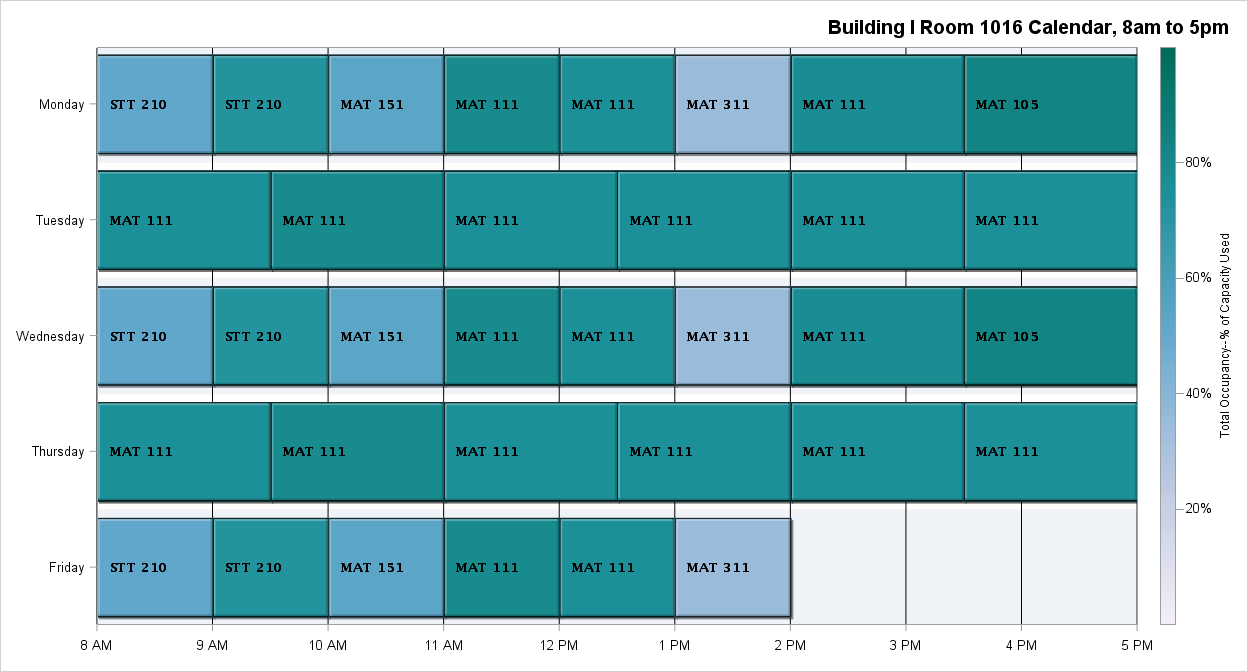 Building I Room 1016 Calendar, 8am to 5pm
Monday
STT 210
STT 210
MAT 151
MAT 111
MAT 111
MAT 311
MAT 111
MAT 105
Tuesday
MAT 111
MAT 111
MAT 111
MAT 111
MAT 111
MAT 111
Wednesday
STT 210
STT 210
MAT 151
MAT 111
MAT 111
MAT 311
MAT 111
MAT 105
Thursday
MAT 111
MAT 111
MAT 111
MAT 111
MAT 111
MAT 111
Friday
STT 210
STT 210
MAT 151
MAT 111
MAT 111
MAT 311
8 AM
9 AM
10 AM
11 AM
12 PM
1 PM
2 PM
3 PM
4 PM
5 PM
80%
60%
40%
20%
Total Occupancy--% of Capacity Used